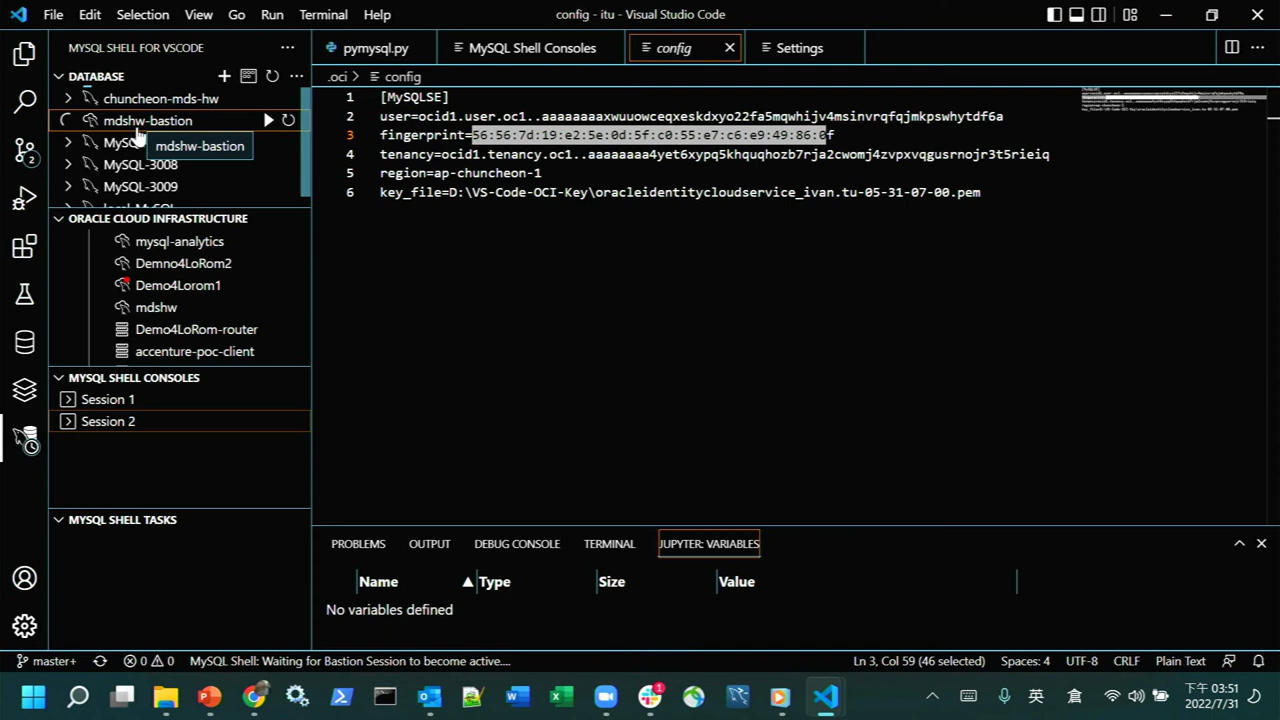 File Edit Selection View Go Run Terminal Help
config - itu - Visual Studio Code
MYSQL SHELL FOR VSCODE
DATABASE
chuncheon-mds-hw
mdshw-bastion
MyS
mdshw-bastion
MySQL-3008
MySQL-3009
ORACLE CLOUD INFRASTRUCTURE
mysql-analytics
Demno4LoRom2
Demo4Lorom1
mdshw
Demo4LoRom-router
accenture-poc-client
MYSQL SHELL CONSOLES
Session 1
Session 2
MYSQL SHELL TASKS
pymysql.py
MySQL Shell Consoles
config
Settings
.oci > config
1 [MySQLSE]
2 user=ocid1.user.oc1..aaaaaaaaxwuuowceqxeskdxyo22fa5mqwhijv4msinvrqfqjmkpswhytdf6a
3 fingerprint=56:56:7d:19:e2:5e:0d:5f:c0:55:e7:c6:e9:49:86:0f
4 tenancy=ocid1.tenancy.oc1..aaaaaaaa4yet6xypq5khquqhozb7rja2cwomj4zvpxvqgusrnojr3t5rieiq
5 region=ap-chuncheon-1
6 key_file=D:\VS-Code-OCI-Key\oracleidentitycloudservice_ivan.tu-05-31-07-00.pem
PROBLEMS OUTPUT DEBUG CONSOLE TERMINAL JUPYTER: VARIABLES
Name Type Size Value
No variables defined
2
master+ 0 0 MySQL Shell: Waiting for Bastion Session to become active....
Ln 3, Col 59 (46 selected) Spaces: 4 UTF-8 CRLF Plain Text
1
英
倉
下午 03:51
2022/7/31